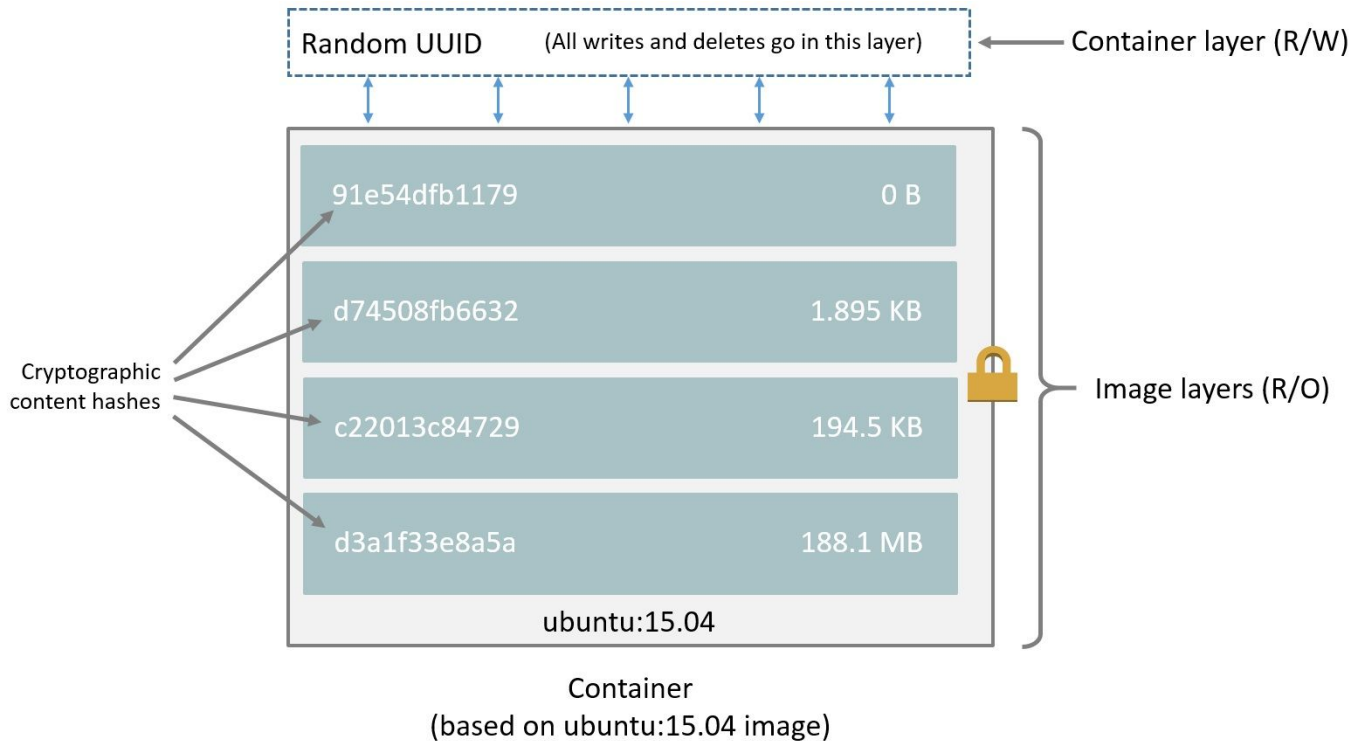 Random UUID (All writes and deletes go in this layer)
Container layer (R/W)
91e54dfb1179 0 B
d74508fb6632 1.895 KB
Cryptographic
content hashes
c22013c84729 194.5 KB
Image layers (R/O)
d3a1f33e8a5a 188.1 MB
ubuntu:15.04
Container
(based on ubuntu:15.04 image)